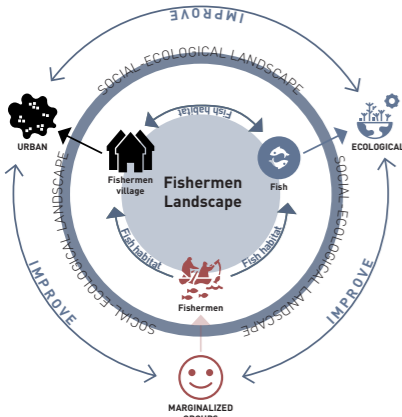 IMPROVE
SOCIAL-ECOLOGICAL LANDSCAPE
Fish habitat
URBAN
ECOLOGICAL
Fishermen
village
Fishermen
Landscape
Fish
SOCIAL-ECOLOGICAL LANDSCAPE
SOCIAL-ECOLOGICAL LANDSCAPE
Fish habitat
Fish habitat
IMPROVE
IMPROVE
Fishermen
MARGINALIZED
GROUPS